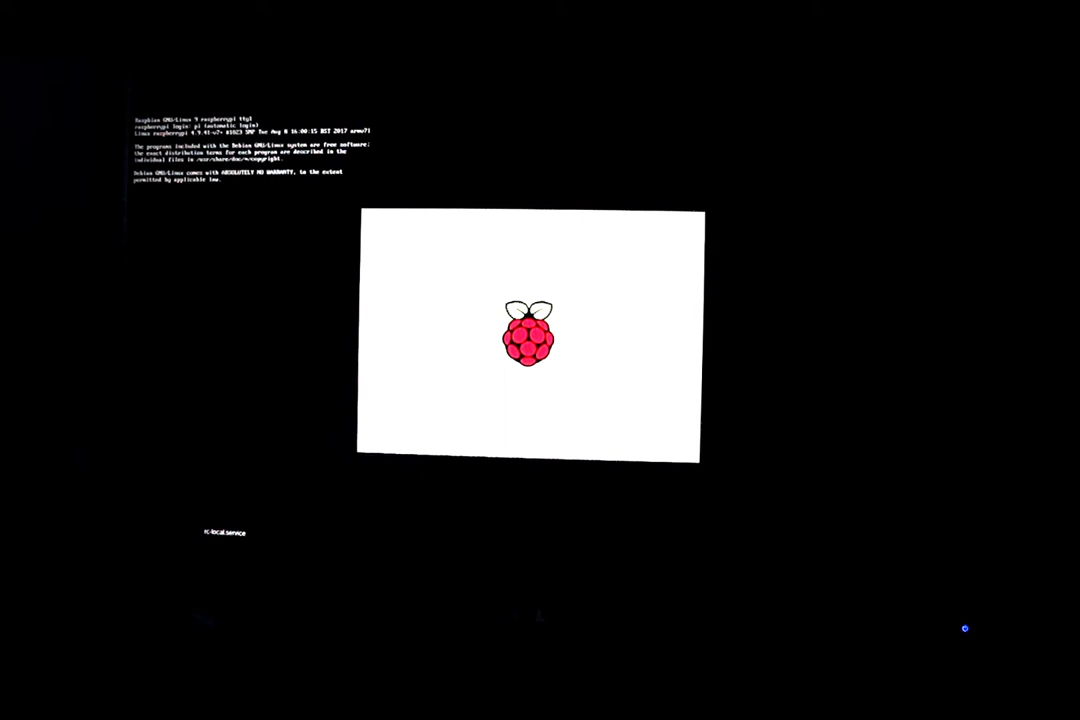 Raspbian GNU/Linux 9 raspberrypi tty1
raspberrypi login: pi (automatic login)
Linux raspberrypi 4.9.41-v7+ #1023 SMP Tue Aug 8 16:00:15 BST 2017 armv7l
The programs included with the Debian GNU/Linux system are free software;
the exact distribution terms for each program are described in the
individual files in /usr/share/doc/*/copyright.
Debian GNU/Linux comes with ABSOLUTELY NO WARRANTY, to the extent
permitted by applicable law.
rc-local.service